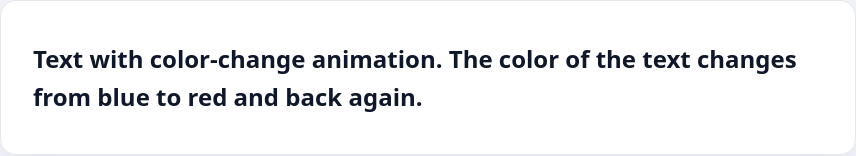 Text with color-change animation. The color of the text changes
from blue to red and back again.